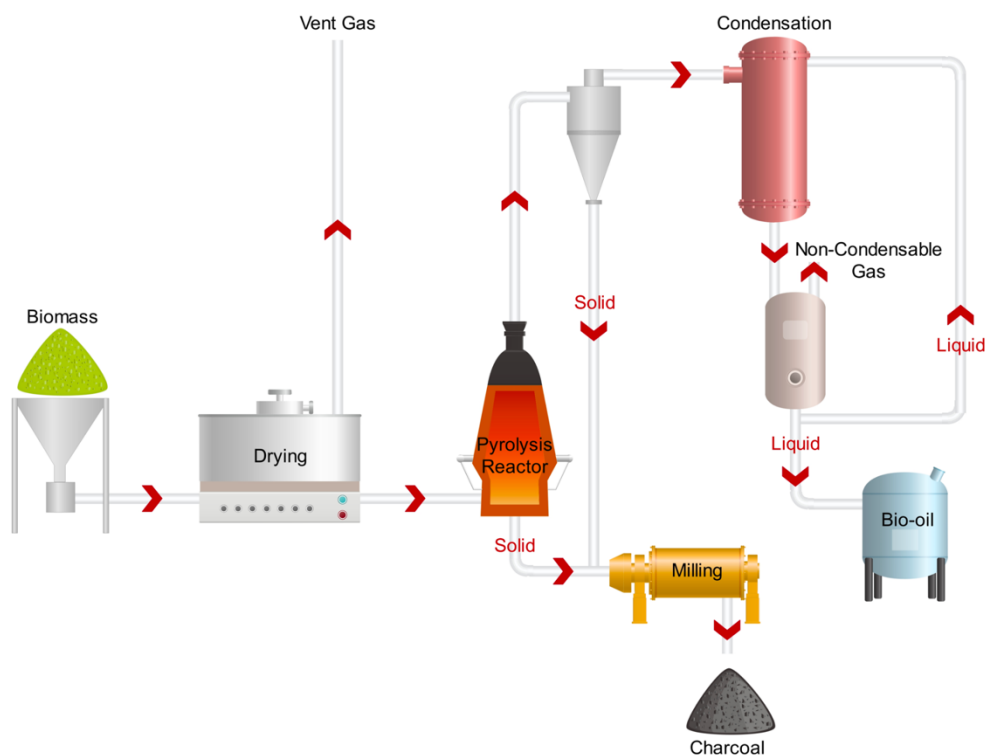 Vent Gas
Condensation
Non-Condensable
Gas
Solid
Biomass
Liquid
Pyrolysis
Reactor
Drying
Liquid
Bio-oil
Solid
Milling
Charcoal